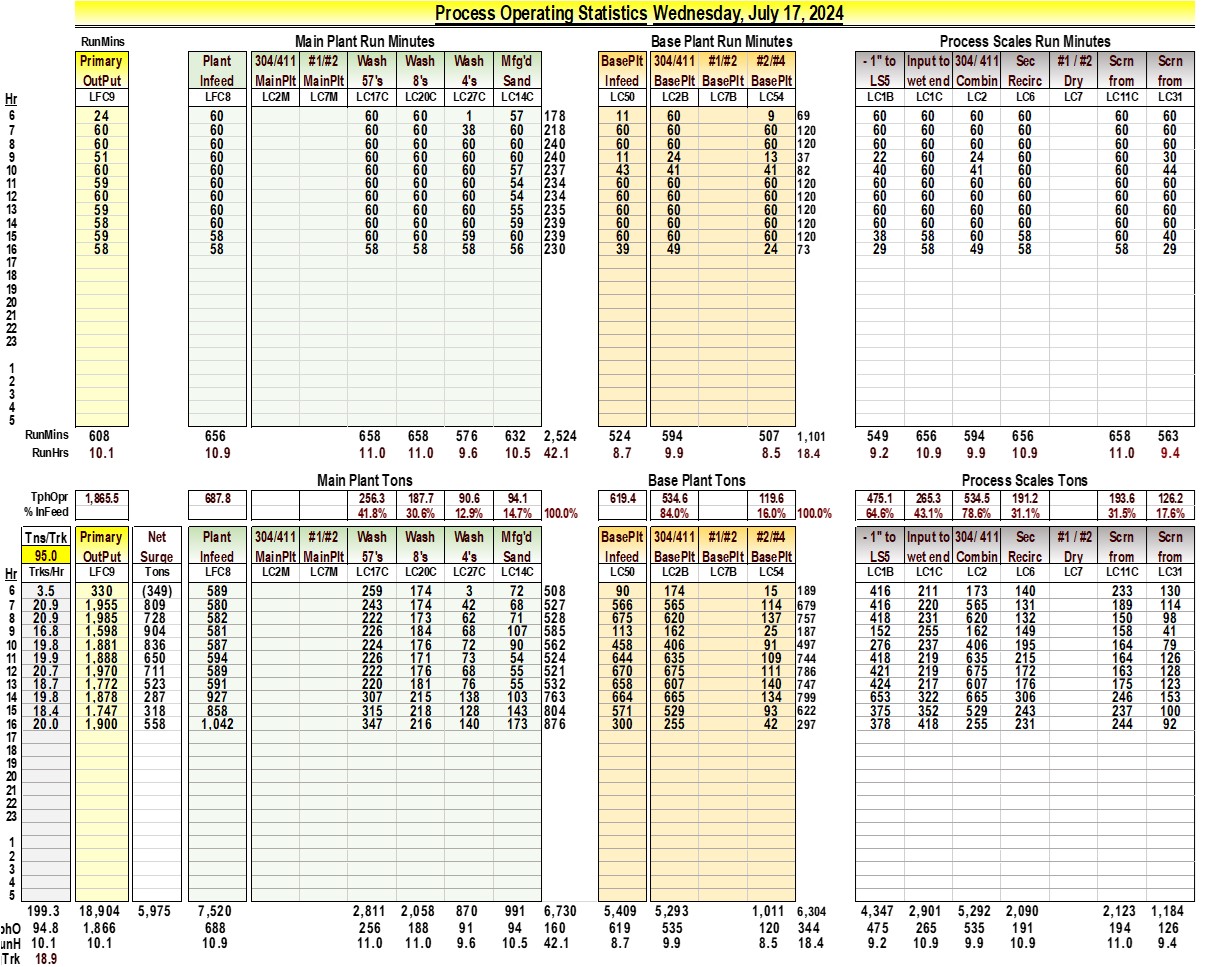 Process Operating Statistics Wednesday, July 17, 2024
RunMins Main Plant Run Minutes Base Plant Run Minutes Process Scales Run Minutes
Primary Plant 304/411 #1/#2 Wash Wash Wash Mfg'd BasePlt 304/411 #1/#2 #2/#4 - 1" to Input to 304/ 411 Sec #1 / #2 Scrn Scrn
OutPut Infeed MainPlt MainPlt 57's 8's 4's Sand Infeed BasePlt BasePlt BasePlt LS5 wet end Combin Recirc Dry from from
Hr LFC9 LFC8 LC2M LC7M LC17C LC20C LC27C LC14C LC50 LC2B LC7B LC54 LC1B LC1C LC2 LC6 LC7 LC11C LC31
6 24 60 60 60 1 57 178 11 60 9 69 60 60 60 60 60 60
7 60 60 60 60 38 60 218 60 60 60 120 60 60 60 60 60 60
8 60 60 60 60 60 60 240 60 60 60 120 60 60 60 60 60 60
9 51 60 60 60 60 60 240 11 24 13 37 22 60 24 60 60 30
10 60 60 60 60 60 57 237 43 41 41 82 40 60 41 60 60 44
11 59 60 60 60 60 54 234 60 60 60 120 60 60 60 60 60 60
12 60 60 60 60 60 54 234 60 60 60 120 60 60 60 60 60 60
13 59 60 60 60 60 55 235 60 60 60 120 60 60 60 60 60 60
14 58 60 60 60 60 59 239 60 60 60 120 60 60 60 60 60 60
15 59 58 60 60 59 60 239 60 60 60 120 38 58 60 58 60 40
16 58 58 58 58 58 56 230 39 49 24 73 29 58 49 58 58 29
17
18
19
20
21
22
23
1
2
3
4
5
RunMins 608 656 658 658 576 632 2,524 524 594 507 1,101 549 656 594 656 658 563
RunHrs 10.1 10.9 11.0 11.0 9.6 10.5 42.1 8.7 9.9 8.5 18.4 9.2 10.9 9.9 10.9 11.0 9.4
Main Plant Tons Base Plant Tons Process Scales Tons
TphOpr 1,865.5 687.8 256.3 187.7 90.6 94.1 619.4 534.6 119.6 475.1 265.3 534.5 191.2 193.6 126.2
% InFeed 41.8% 30.6% 12.9% 14.7% 100.0% 84.0% 16.0% 100.0% 64.6% 43.1% 78.6% 31.1% 31.5% 17.6%
Tns/Trk Primary Net Plant 304/411 #1/#2 Wash Wash Wash Mfg'd BasePlt 304/411 #1/#2 #2/#4 - 1" to Input to 304/ 411 Sec #1 / #2 Scrn Scrn
95.0 OutPut Surge Infeed MainPlt MainPlt 57's 8's 4's Sand Infeed BasePlt BasePlt BasePlt LS5 wet end Combin Recirc Dry from from
Hr Trks/Hr LFC9 Tons LFC8 LC2M LC7M LC17C LC20C LC27C LC14C LC50 LC2B LC7B LC54 LC1B LC1C LC2 LC6 LC7 LC11C LC31
6 3.5 330 (349) 589 259 174 3 72 508 90 174 15 189 416 211 173 140 233 130
7 20.9 1,955 809 580 243 174 42 68 527 566 565 114 679 416 220 565 131 189 114
8 20.9 1,985 728 582 222 173 62 71 528 675 620 137 757 418 231 620 132 150 98
9 16.8 1,598 904 581 226 184 68 107 585 113 162 25 187 152 255 162 149 158 41
10 19.8 1,881 836 587 224 176 72 90 562 458 406 91 497 276 237 406 195 164 79
11 19.9 1,888 650 594 226 171 73 54 524 644 635 109 744 418 219 635 215 164 126
12 20.7 1,970 711 589 222 176 68 55 521 670 675 111 786 421 219 675 172 163 128
13 18.7 1,772 523 591 220 181 76 55 532 658 607 140 747 424 217 607 176 175 123
14 19.8 1,878 287 927 307 215 138 103 763 664 665 134 799 653 322 665 306 246 153
15 18.4 1,747 318 858 315 218 128 143 804 571 529 93 622 375 352 529 243 237 100
16 20.0 1,900 558 1,042 347 216 140 173 876 300 255 42 297 378 418 255 231 244 92
17
18
19
20
21
22
23
1
2
3
4
5
199.3 18,904 5,975 7,520 2,811 2,058 870 991 6,730 5,409 5,293 1,011 6,304 4,347 2,901 5,292 2,090 2,123 1,184
phO 94.8 1,866 688 256 188 91 94 160 619 535 120 344 475 265 535 191 194 126
unH 10.1 10.1 10.9 11.0 11.0 9.6 10.5 42.1 8.7 9.9 8.5 18.4 9.2 10.9 9.9 10.9 11.0 9.4
Trk 18.9